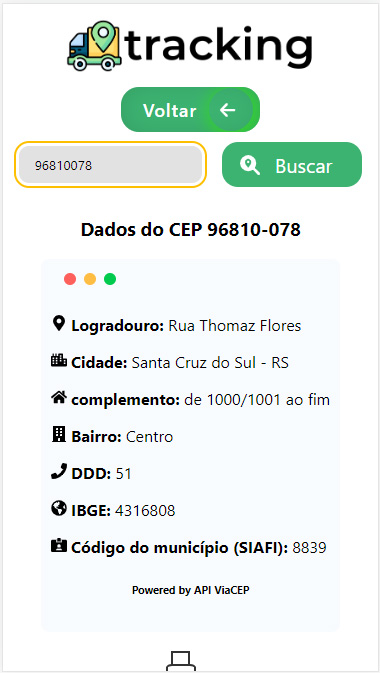 tracking
Voltar
96810078
Buscar
Dados do CEP 96810-078
Logradouro: Rua Thomaz Flores
Cidade: Santa Cruz do Sul - RS
complemento: de 1000/1001 ao fim
Bairro: Centro
DDD: 51
IBGE: 4316808
Código do município (SIAFI): 8839
Powered by API ViaCEP